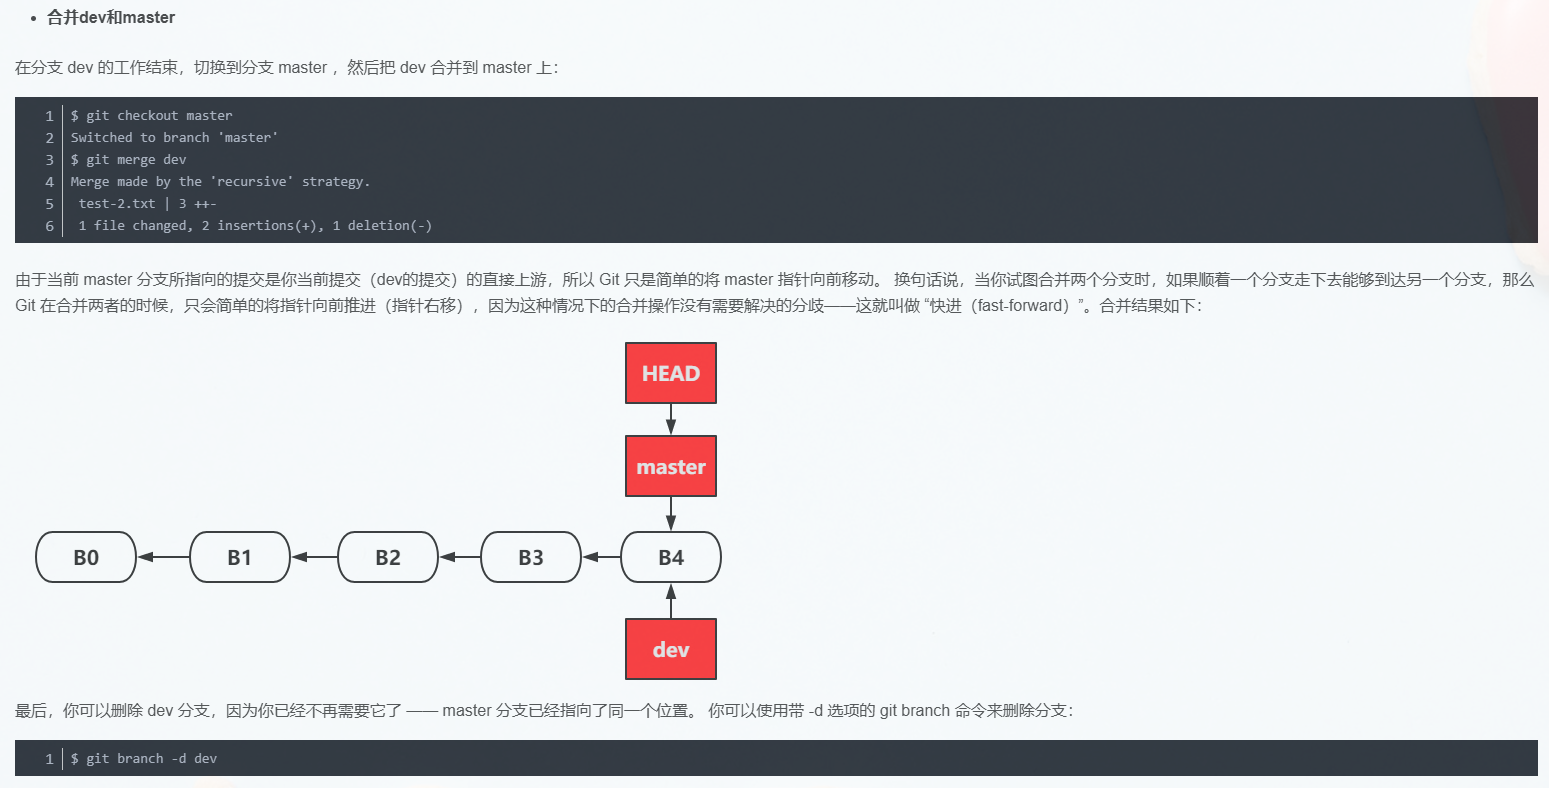 合并dev和master
在分支 dev 的工作结束，切换到分支 master ，然后把 dev 合并到 master 上：
1 $ git checkout master
2 Switched to branch 'master'
3 $ git merge dev
4 Merge made by the 'recursive' strategy.
5 test-2.txt | 3 ++-
6 1 file changed, 2 insertions(+), 1 deletion(-)
由于当前 master 分支所指向的提交是你当前提交（dev的提交）的直接上游，所以 Git 只是简单的将 master 指针向前移动。 换句话说，当你试图合并两个分支时，如果顺着一个分支走下去能够到达另一个分支，那么
Git 在合并两者的时候，只会简单的将指针向前推进（指针右移），因为这种情况下的合并操作没有需要解决的分歧——这就叫做 “快进（fast-forward）”。合并结果如下：
HEAD
master
B0 B1 B2 B3 B4
dev
最后，你可以删除 dev 分支，因为你已经不再需要它了 —— master 分支已经指向了同一个位置。 你可以使用带 -d 选项的 git branch 命令来删除分支：
1 $ git branch -d dev